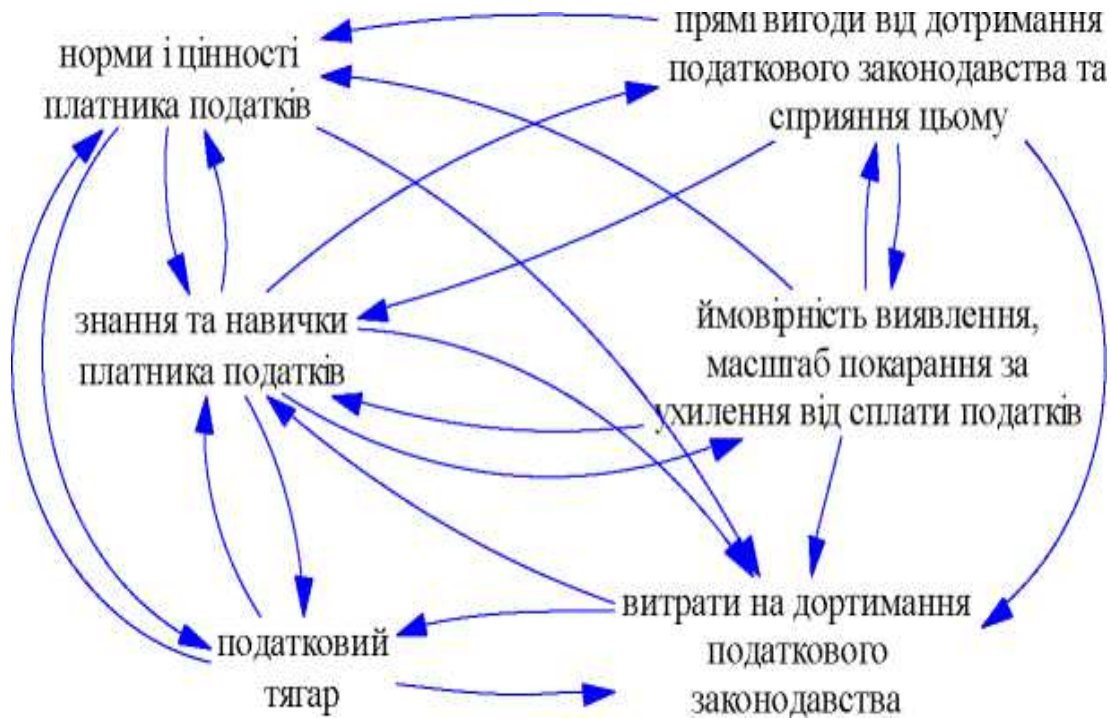 прямі вигоди від дотримання
податкового законодавства та
сприяння цьому
норми і цінності
платника податків
знання та навички
платника податків
ймовірність виявлення,
масштаб покарання за
ухилення від сплати податків
витрати на дортимання
податкового
законодавства
податковий
тягар